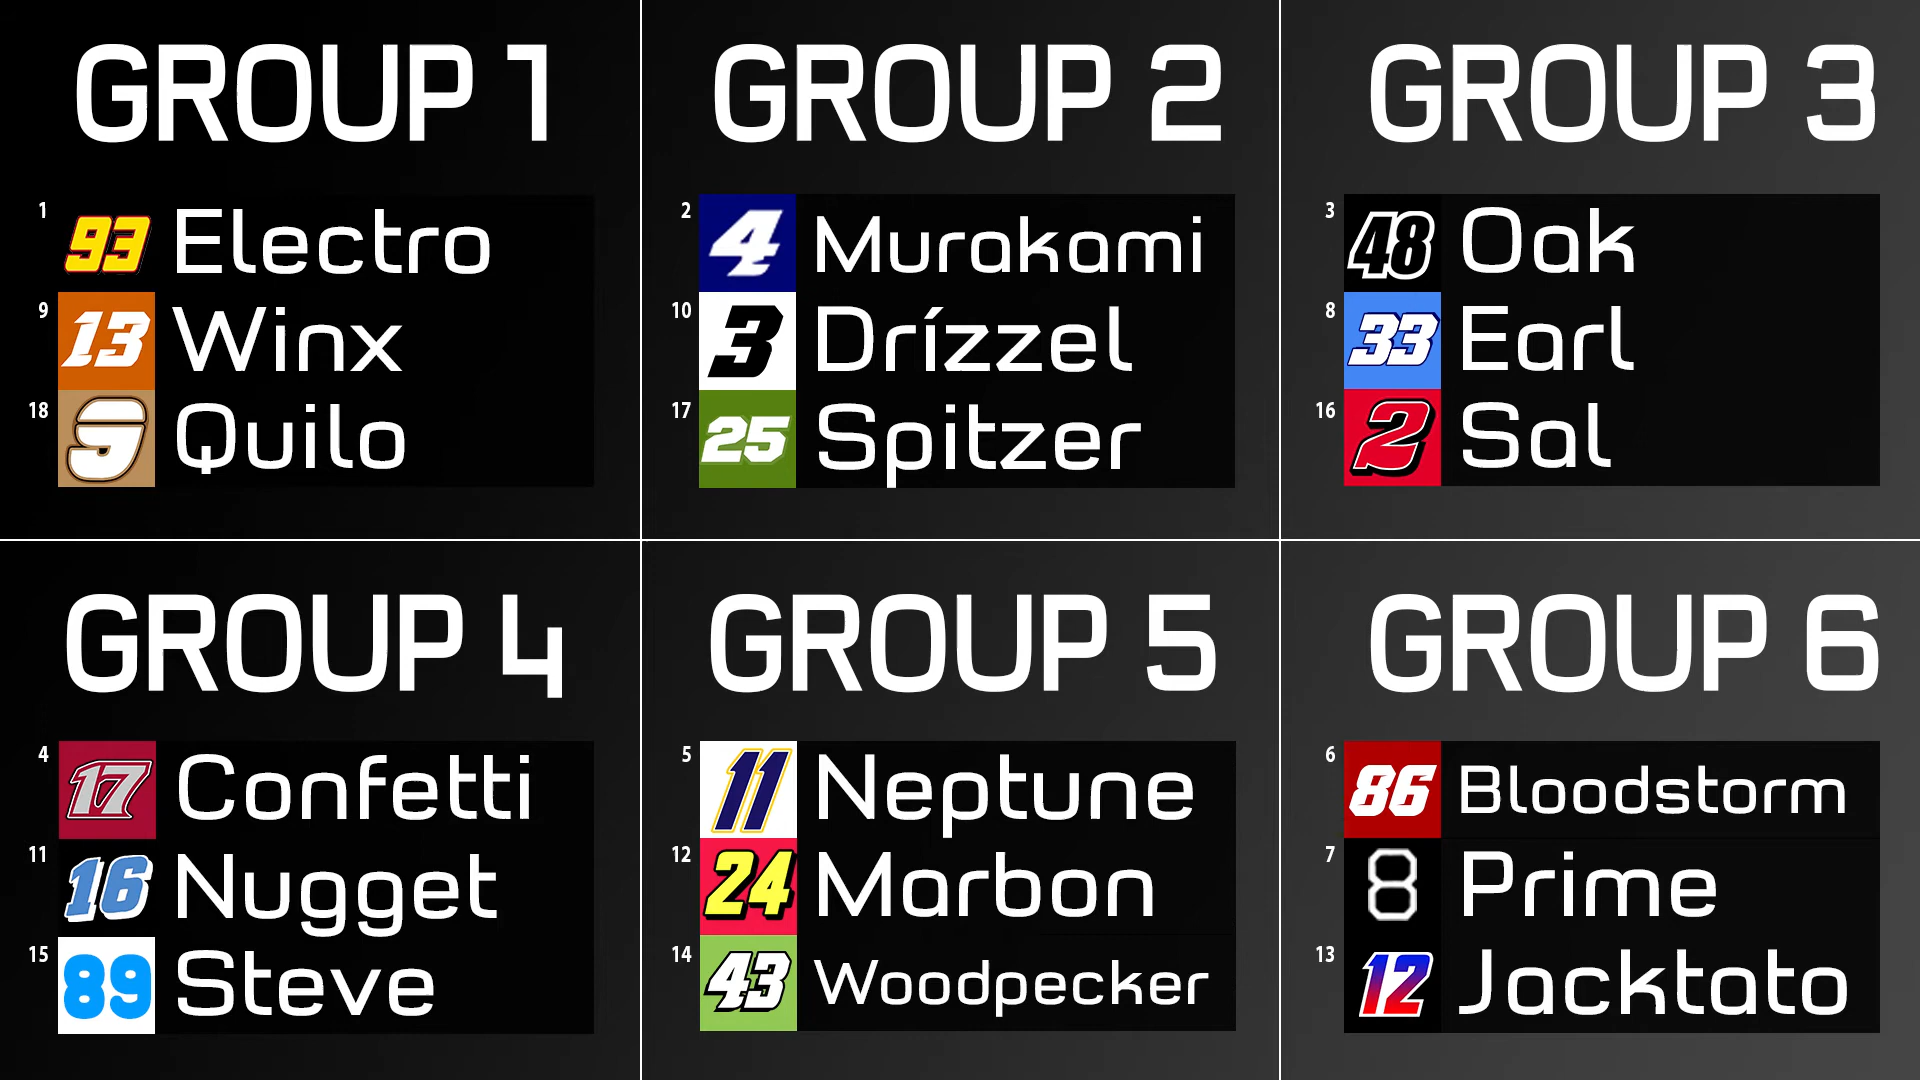 GROUP 1
1 93 Electro
9 13 Winx
18 9 Quilo
GROUP 2
2 4 Murakami
10 3 Drízzel
17 25 Spitzer
GROUP 3
3 48 Oak
8 33 Earl
16 2 Sal
GROUP 4
4 17 Confetti
11 16 Nugget
15 89 Steve
GROUP 5
5 11 Neptune
12 24 Marbon
14 43 Woodpecker
GROUP 6
6 86 Bloodstorm
7 8 Prime
13 12 Jacktato